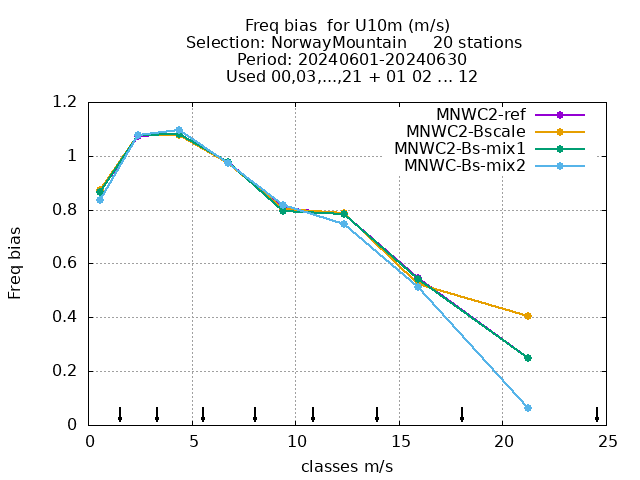 Freq bias  for U10m (m/s)
Selection: NorwayMountain     20 stations
Period: 20240601-20240630
Used 00,03,...,21 + 01 02 ... 12
MNWC2-ref
MNWC2-Bscale
MNWC2-Bs-mix1
MNWC-Bs-mix2
Freq bias
1.2
1
0.8
0.6
0.4
0.2
0
0 5 10 15 20 25
classes m/s